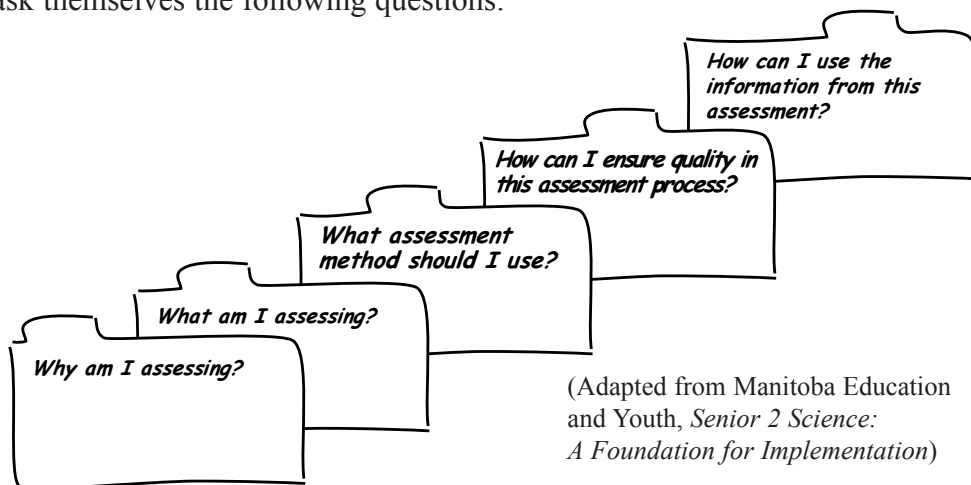 ask themselves the following questions:
How can I use the
information from this
assessment?
How can I ensure quality in
this assessment process?
What assessment
method should I use?
What am I assessing?
Why am I assessing?
(Adapted from Manitoba Education
and Youth, Senior 2 Science:
A Foundation for Implementation)